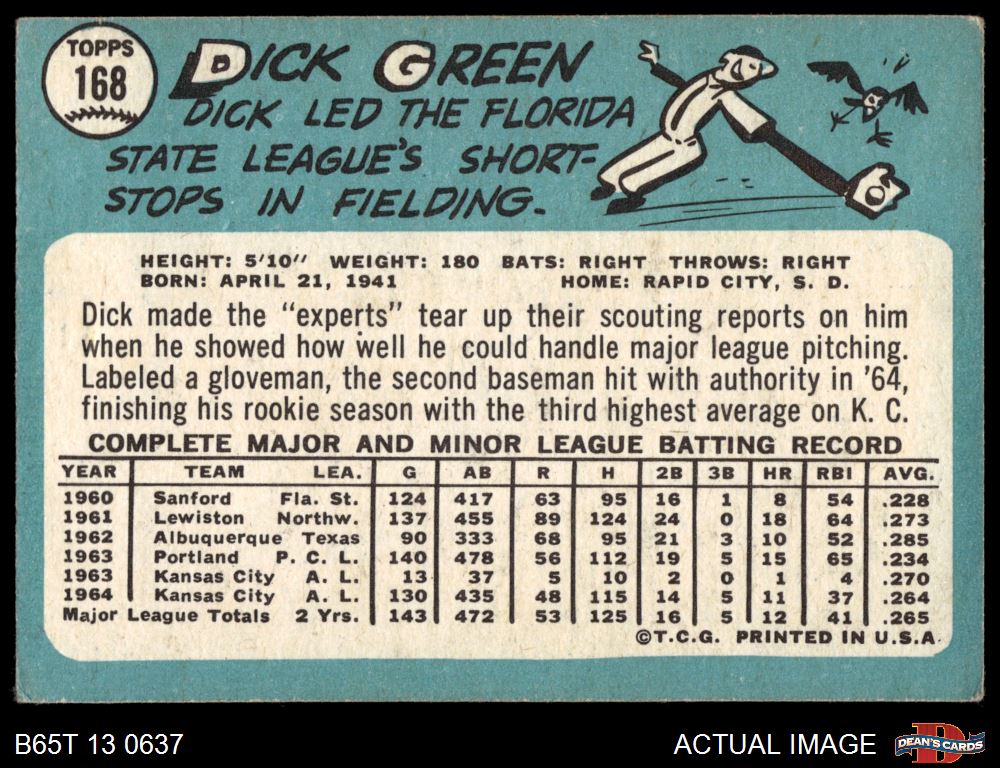 TOPPS
168
DICK GREEN
DICK LED THE FLORIDA
STATE LEAGUE'S SHORT-
STOPS IN FIELDING.
HEIGHT: 5'10" WEIGHT: 180 BATS: RIGHT THROWS: RIGHT
BORN: APRIL 21, 1941 HOME: RAPID CITY, S. D.
Dick made the "experts" tear up their scouting reports on him
when he showed how well he could handle major league pitching.
Labeled a gloveman, the second baseman hit with authority in '64,
finishing his rookie season with the third highest average on K. C.
COMPLETE MAJOR AND MINOR LEAGUE BATTING RECORD
YEAR TEAM LEA. G AB R H 2B 3B HR RBI AVG.
1960 Sanford Fla. St. 124 417 63 95 16 1 8 54 .228
1961 Lewiston Northw. 137 455 89 124 24 0 18 64 .273
1962 Albuquerque Texas 90 333 68 95 21 3 10 52 .285
1963 Portland P. C. L. 140 478 56 112 19 5 15 65 .234
1963 Kansas City A. L. 13 37 5 10 2 0 1 4 .270
1964 Kansas City A. L. 130 435 48 115 14 5 11 37 .264
Major League Totals 2 Yrs. 143 472 53 125 16 5 12 41 .265
©T.C.G. PRINTED IN U.S.A.
B65T 13 0637
ACTUAL IMAGE
D
DEAN'S CARDS